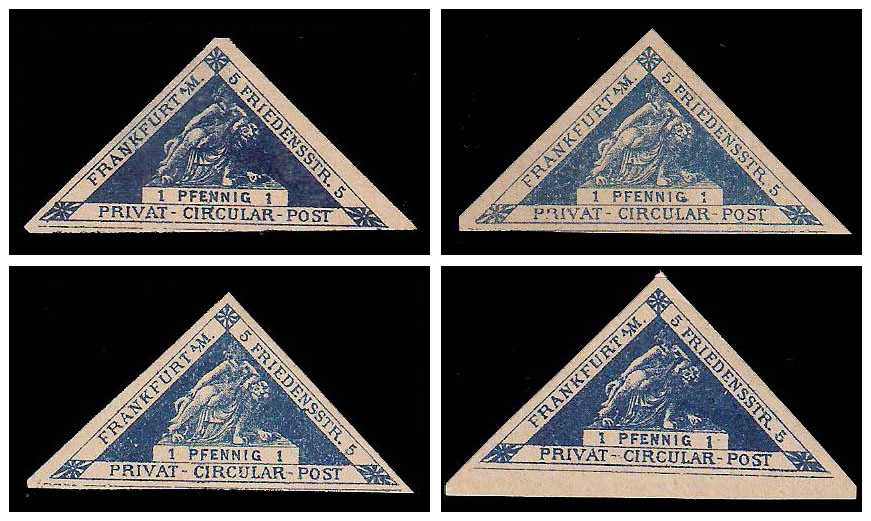 FRANKFURT A/M.
5 FRIEDENSSTR. 5
1 PFENNIG 1
PRIVAT - CIRCULAR - POST
FRANKFURT A/M.
5 FRIEDENSSTR. 5
1 PFENNIG 1
PRIVAT - CIRCULAR - POST
FRANKFURT A/M.
5 FRIEDENSSTR. 5
1 PFENNIG 1
PRIVAT - CIRCULAR - POST
FRANKFURT A/M.
5 FRIEDENSSTR. 5
1 PFENNIG 1
PRIVAT - CIRCULAR - POST